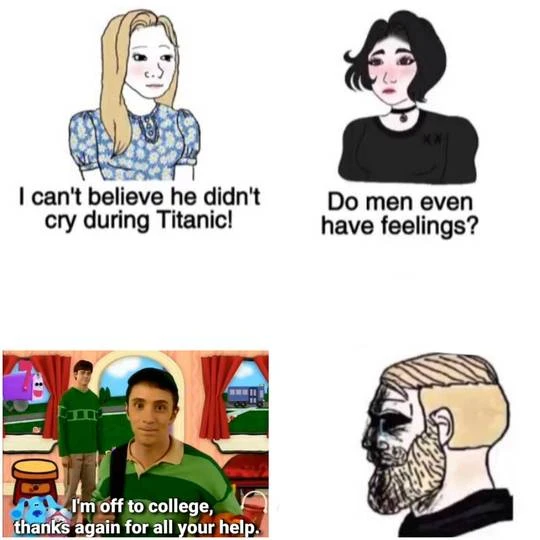 I can't believe he didn't
cry during Titanic!
Do men even
have feelings?
I'm off to college,
thanks again for all your help.